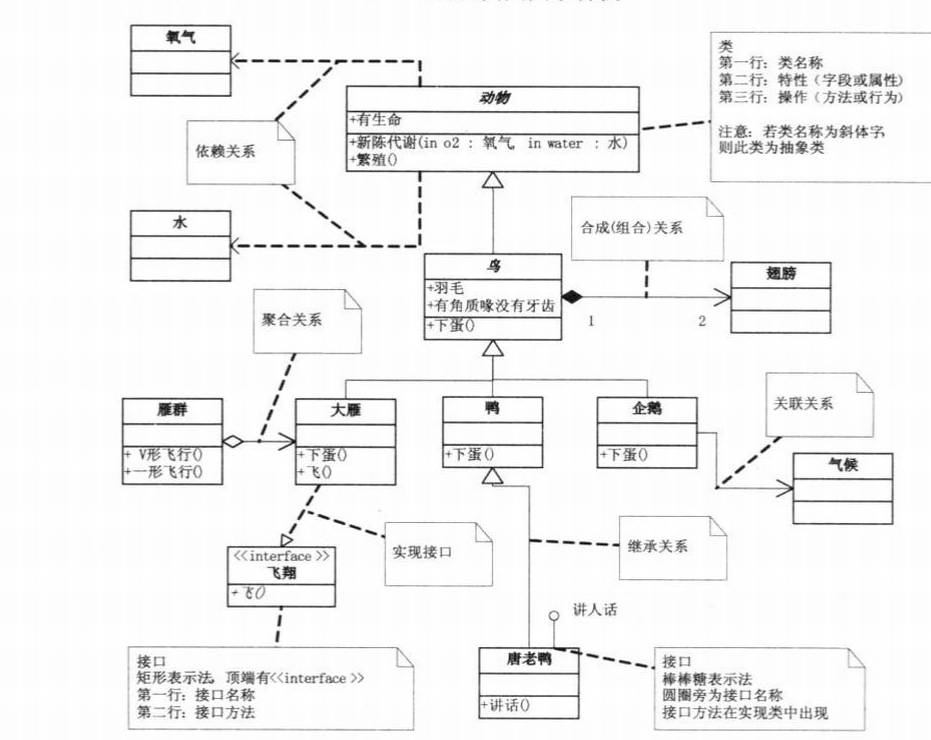 氧气
类
第一行：类名称
第二行：特性（字段或属性）
第三行：操作（方法或行为）
注意：若类名称为斜体字
则此类为抽象类
动物
+有生命
+新陈代谢(in o2 : 氧气, in water : 水)
+繁殖()
依赖关系
水
合成(组合)关系
鸟
+羽毛
+有角质喙没有牙齿
+下蛋()
翅膀
1
2
聚合关系
关联关系
雁群
+ V形飞行()
+一形飞行()
大雁
+下蛋()
+飞()
鸭
+下蛋()
企鹅
+下蛋()
气候
实现接口
继承关系
<<interface >>
飞翔
+飞()
讲人话
接口
矩形表示法，顶端有<<interface >>
第一行：接口名称
第二行：接口方法
唐老鸭
+讲话()
接口
棒棒糖表示法
圆圈旁为接口名称
接口方法在实现类中出现